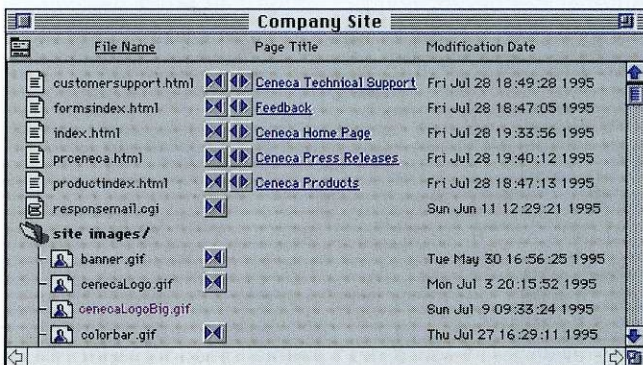 Company Site
File Name Page Title Modification Date
customersupport.html Ceneca Technical Support Fri Jul 28 18:49:28 1995
formsindex.html Feedback Fri Jul 28 18:47:05 1995
index.html Ceneca Home Page Fri Jul 28 19:33:56 1995
prceneca.html Ceneca Press Releases Fri Jul 28 19:40:12 1995
productindex.html Ceneca Products Fri Jul 28 18:47:13 1995
responsemail.cgi Sun Jun 11 12:29:21 1995
site images/
banner.gif Tue May 30 16:56:25 1995
cenecaLogo.gif Mon Jul 3 20:15:52 1995
cenecaLogoBig.gif Sun Jul 9 09:33:24 1995
colorbar.gif Thu Jul 27 16:29:11 1995